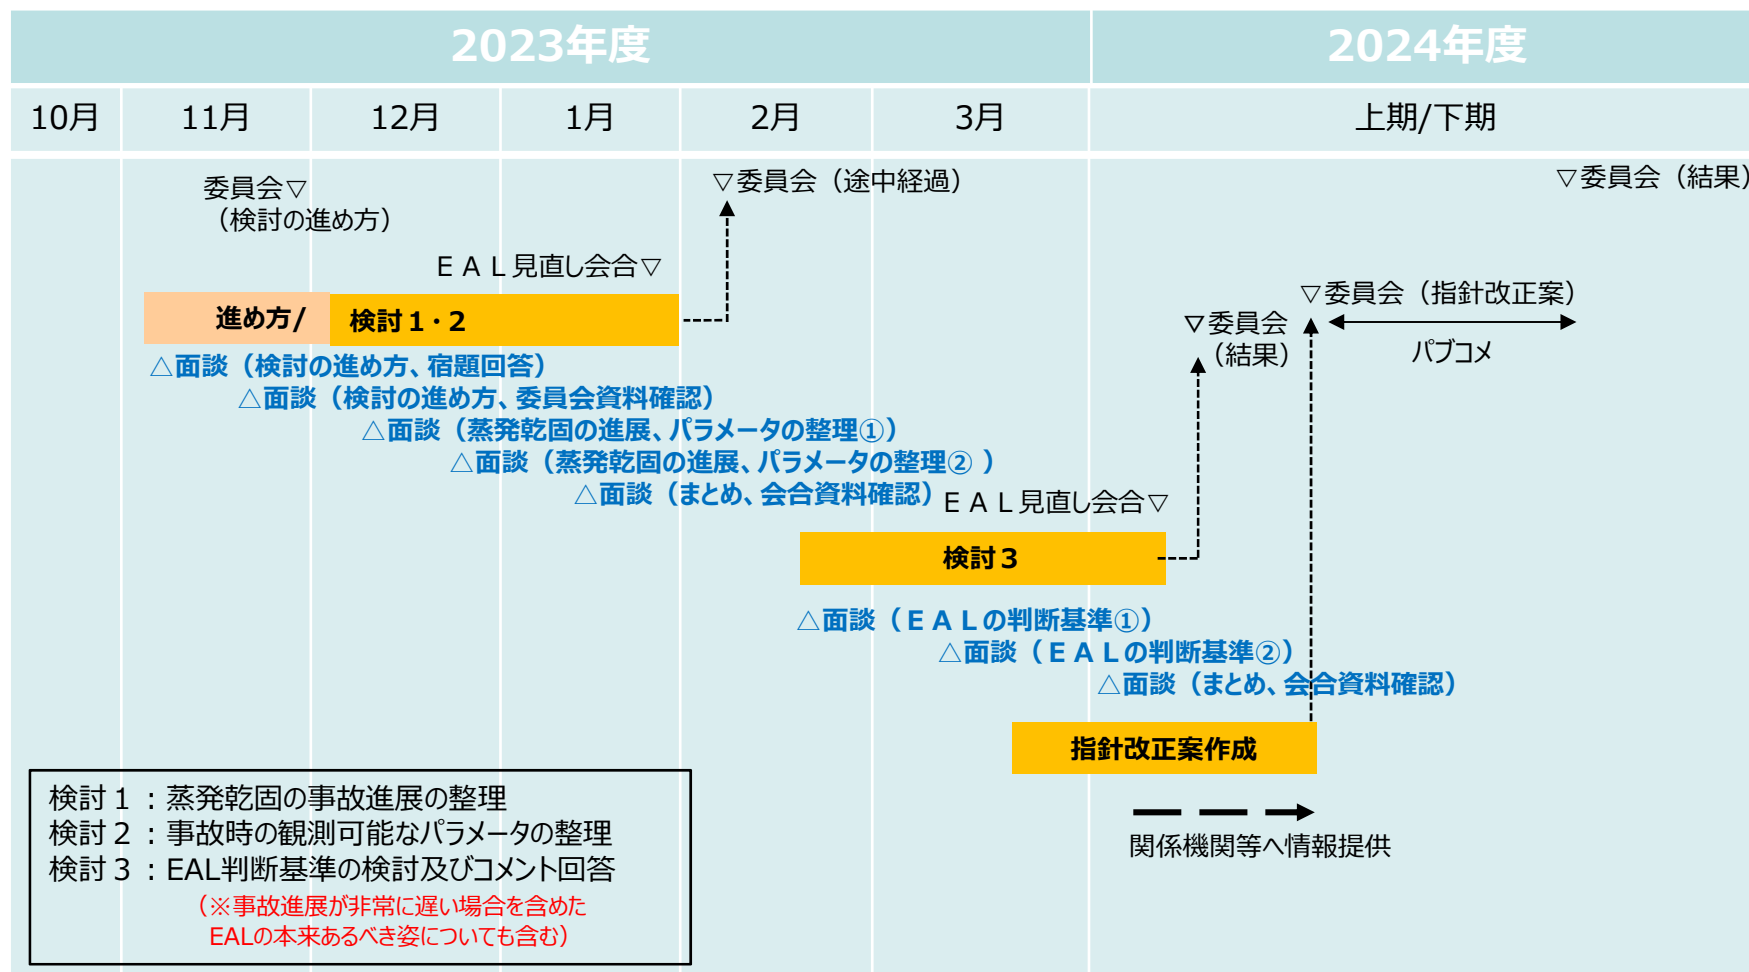 2023年度
2024年度
10月
11月
12月
1月
2月
3月
上期/下期
委員会▽
（検討の進め方）
▽委員会（途中経過）
▽委員会（結果）
ＥＡＬ見直し会合▽
進め方/
検討１・２
▽委員会（指針改正案）
パブコメ
▽委員会
（結果）
△面談（検討の進め方、宿題回答）
△面談（検討の進め方、委員会資料確認）
△面談（蒸発乾固の進展、パラメータの整理①）
△面談（蒸発乾固の進展、パラメータの整理② ）
△面談（まとめ、会合資料確認）
ＥＡＬ見直し会合▽
検討３
△面談（ＥＡＬの判断基準①）
△面談（ＥＡＬの判断基準②）
△面談（まとめ、会合資料確認）
指針改正案作成
関係機関等へ情報提供
検討１：蒸発乾固の事故進展の整理
検討２：事故時の観測可能なパラメータの整理
検討３：EAL判断基準の検討及びコメント回答
（※事故進展が非常に遅い場合を含めた
EALの本来あるべき姿についても含む）